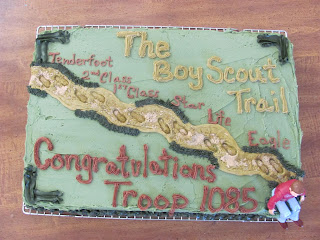 The
Boy Scout
Trail
Tenderfoot
2nd Class
1st Class
Star
Life
Eagle
Congratulations
Troop 1085